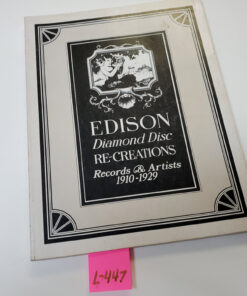 EDISON
Diamond Disc
RE-CREATIONS
Records & Artists
1910-1929
L-447